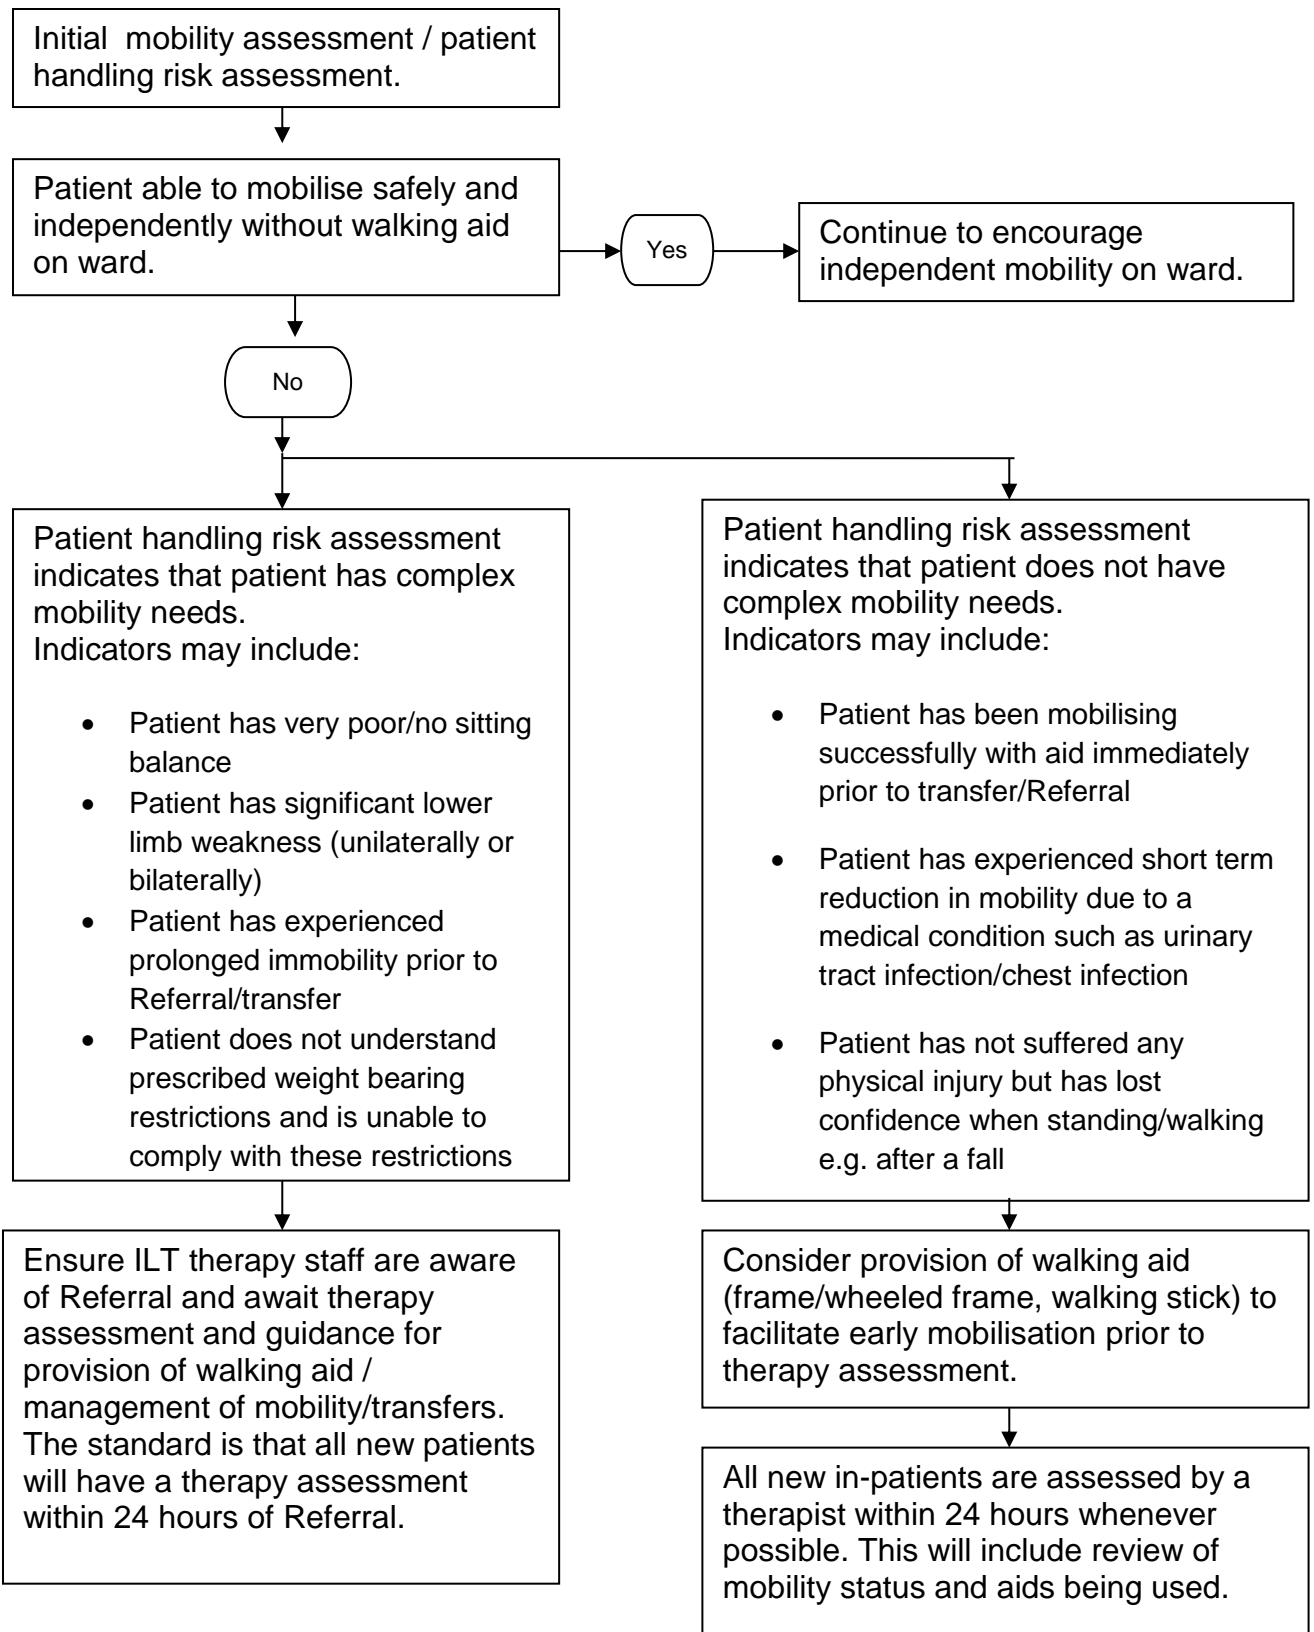 Initial  mobility assessment / patient
handling risk assessment.
Patient able to mobilise safely and
independently without walking aid
on ward.
Yes
Continue to encourage
independent mobility on ward.
No
Patient handling risk assessment
indicates that patient has complex
mobility needs.
Indicators may include:
• Patient has very poor/no sitting
balance
• Patient has significant lower
limb weakness (unilaterally or
bilaterally)
• Patient has experienced
prolonged immobility prior to
Referral/transfer
• Patient does not understand
prescribed weight bearing
restrictions and is unable to
comply with these restrictions
Patient handling risk assessment
indicates that patient does not have
complex mobility needs.
Indicators may include:
• Patient has been mobilising
successfully with aid immediately
prior to transfer/Referral
• Patient has experienced short term
reduction in mobility due to a
medical condition such as urinary
tract infection/chest infection
• Patient has not suffered any
physical injury but has lost
confidence when standing/walking
e.g. after a fall
Ensure ILT therapy staff are aware
of Referral and await therapy
assessment and guidance for
provision of walking aid /
management of mobility/transfers.
The standard is that all new patients
will have a therapy assessment
within 24 hours of Referral.
Consider provision of walking aid
(frame/wheeled frame, walking stick) to
facilitate early mobilisation prior to
therapy assessment.
All new in-patients are assessed by a
therapist within 24 hours whenever
possible. This will include review of
mobility status and aids being used.